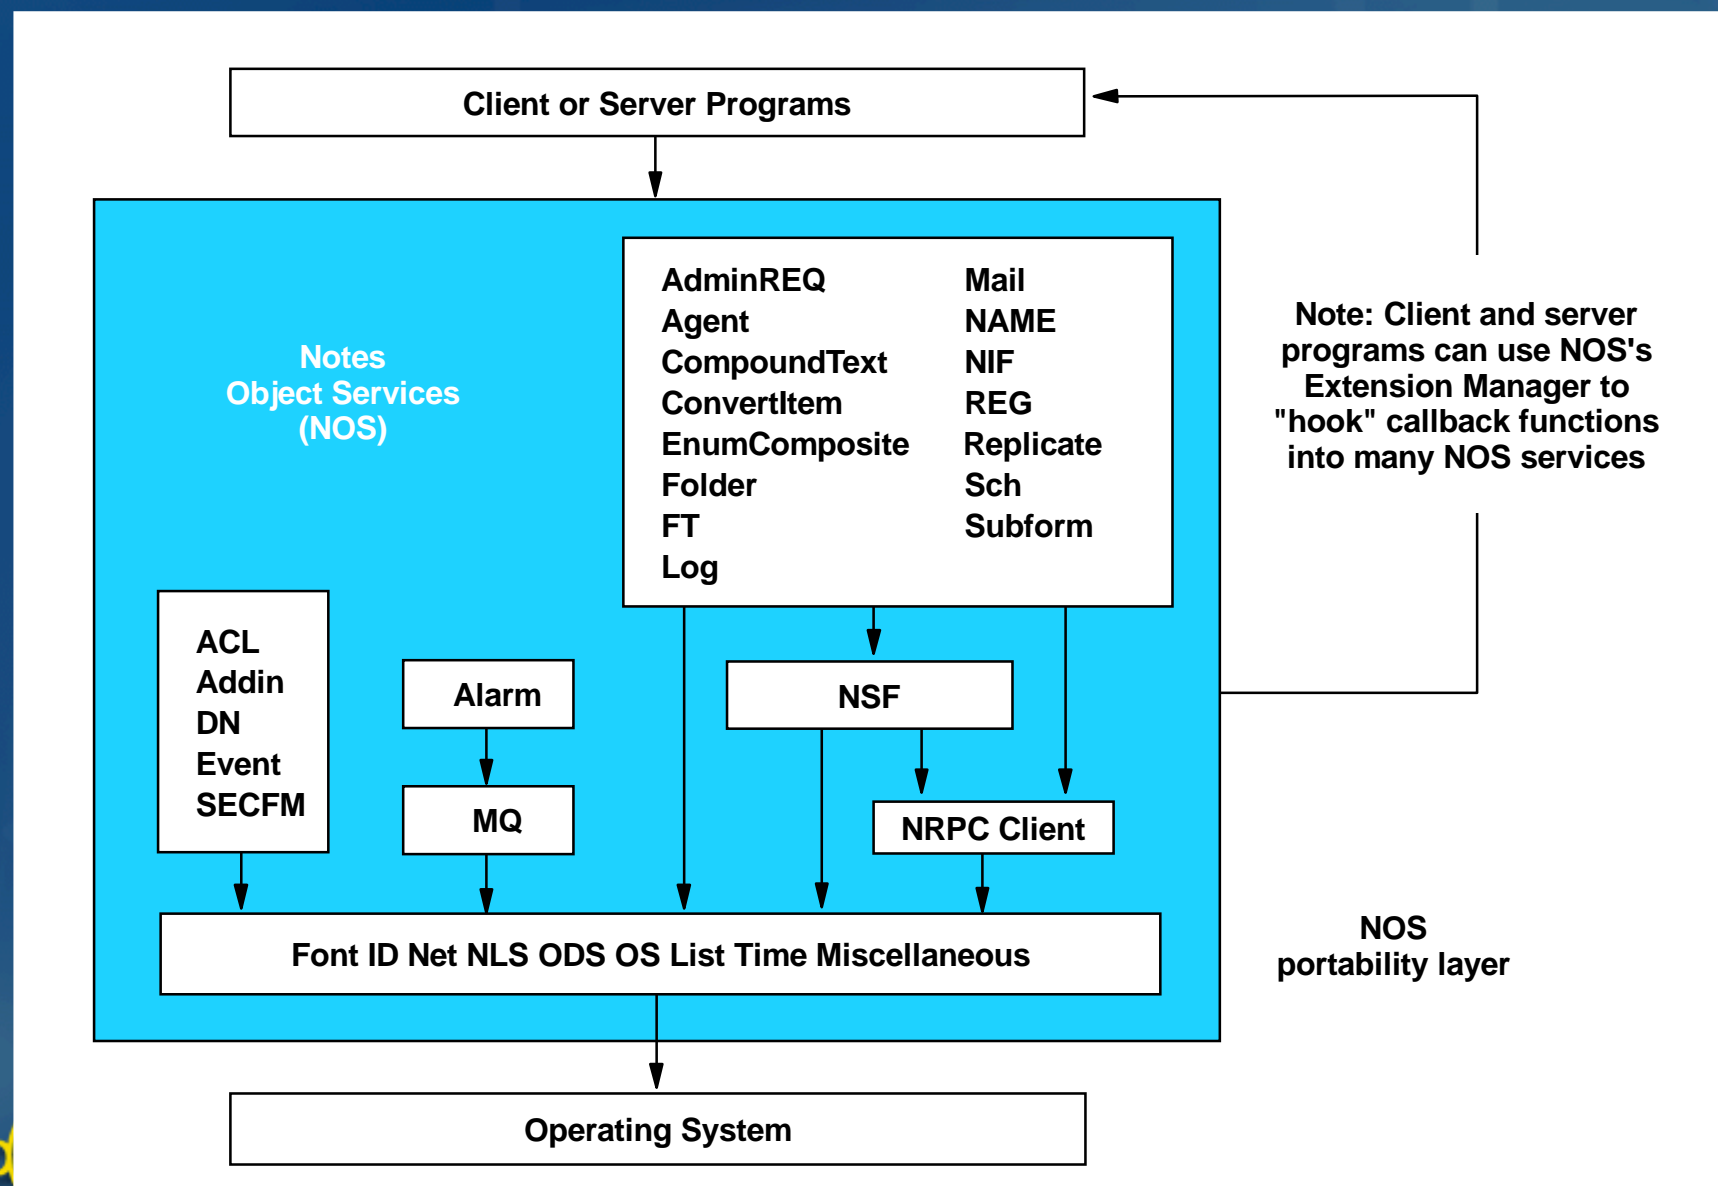 Client or Server Programs
Notes
Object Services
(NOS)
AdminREQ
Agent
CompoundText
ConvertItem
EnumComposite
Folder
FT
Log
Mail
NAME
NIF
REG
Replicate
Sch
Subform
Note: Client and server
programs can use NOS's
Extension Manager to
"hook" callback functions
into many NOS services
ACL
Addin
DN
Event
SECFM
Alarm
MQ
NSF
NRPC Client
Font ID Net NLS ODS OS List Time Miscellaneous
NOS
portability layer
Operating System